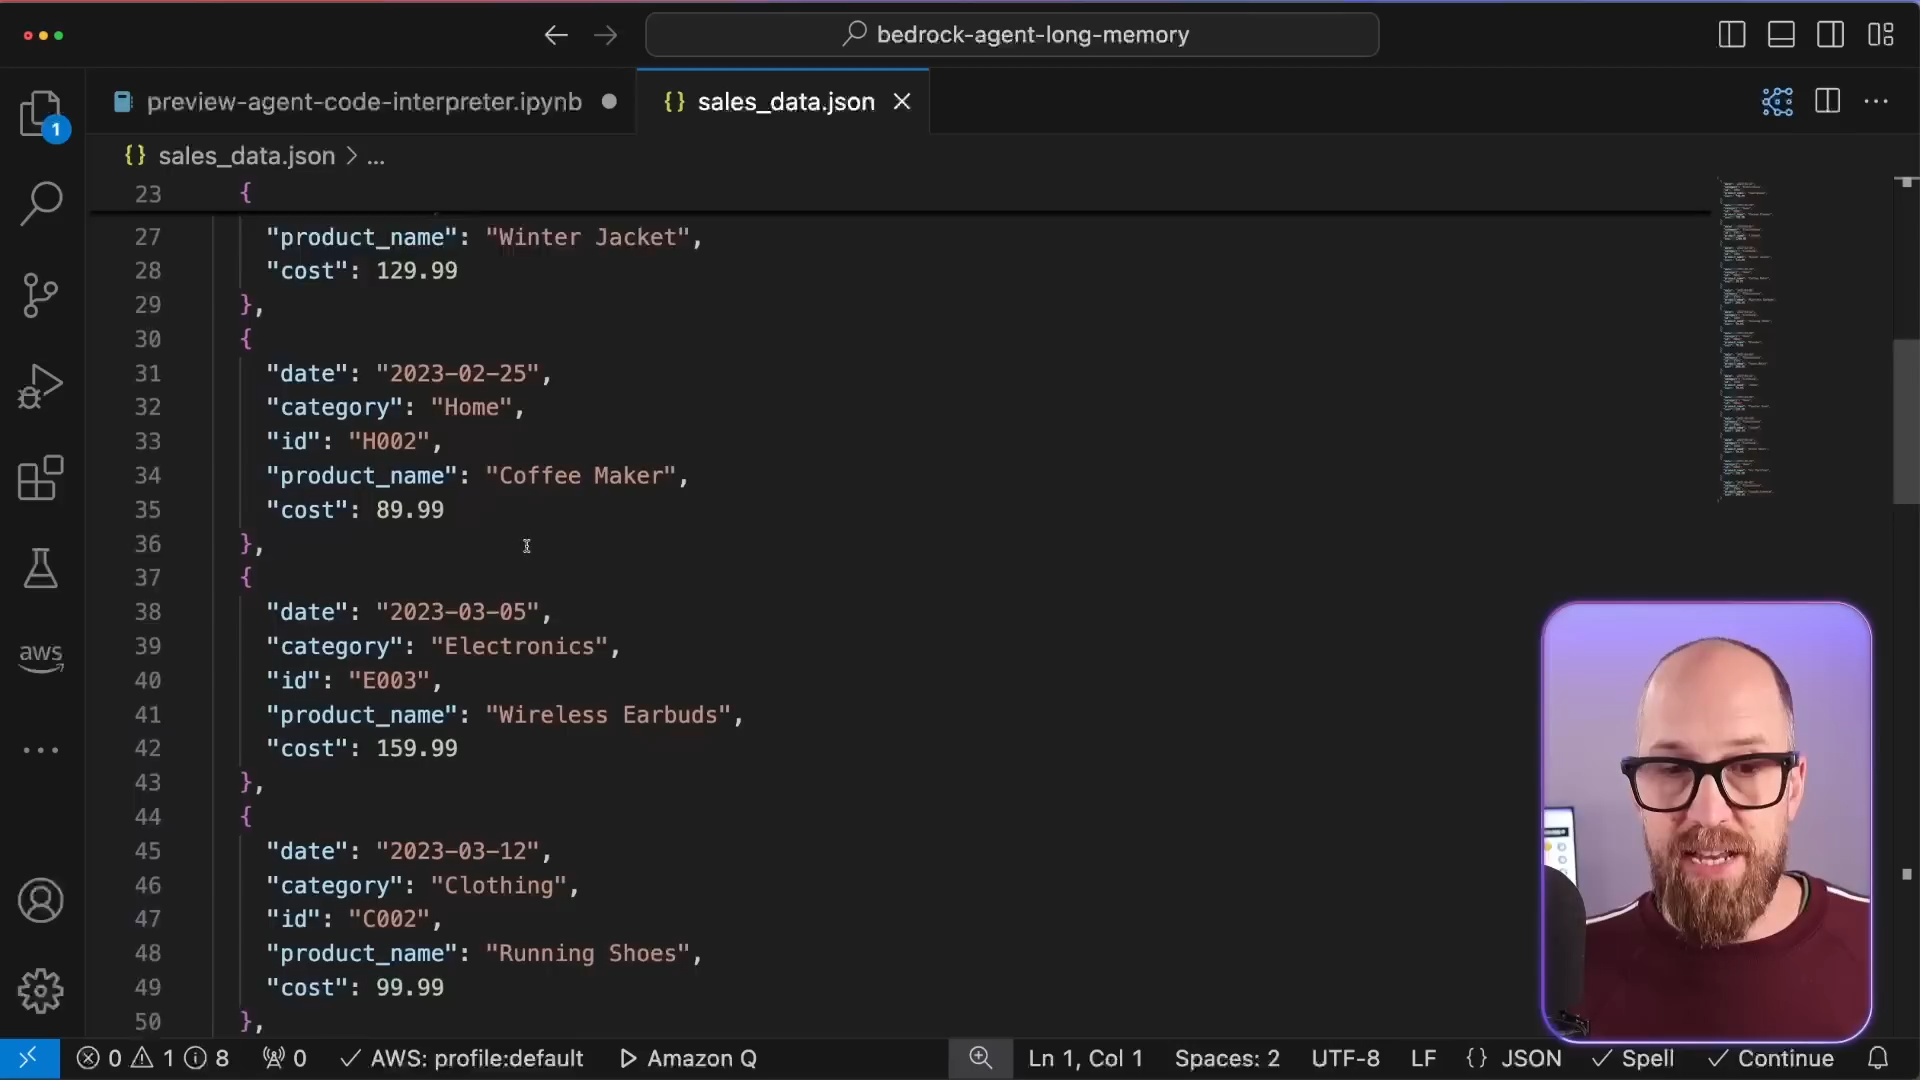 bedrock-agent-long-memory
preview-agent-code-interpreter.ipynb
{} sales_data.json
1
{} sales_data.json > ...
23 {
27 "product_name": "Winter Jacket",
28 "cost": 129.99
29 },
30 {
31 "date": "2023-02-25",
32 "category": "Home",
33 "id": "H002",
34 "product_name": "Coffee Maker",
35 "cost": 89.99
36 },
37 {
38 "date": "2023-03-05",
39 "category": "Electronics",
40 "id": "E003",
41 "product_name": "Wireless Earbuds",
42 "cost": 159.99
43 },
44 {
45 "date": "2023-03-12",
46 "category": "Clothing",
47 "id": "C002",
48 "product_name": "Running Shoes",
49 "cost": 99.99
50 },
aws
0 1 8 0 AWS: profile:default Amazon Q Ln 1, Col 1 Spaces: 2 UTF-8 LF {} JSON Spell Continue